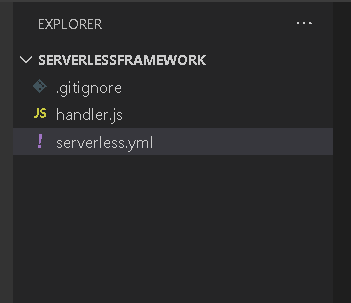 EXPLORER ...
SERVERLESSFRAMEWORK
.gitignore
JS handler.js
! serverless.yml